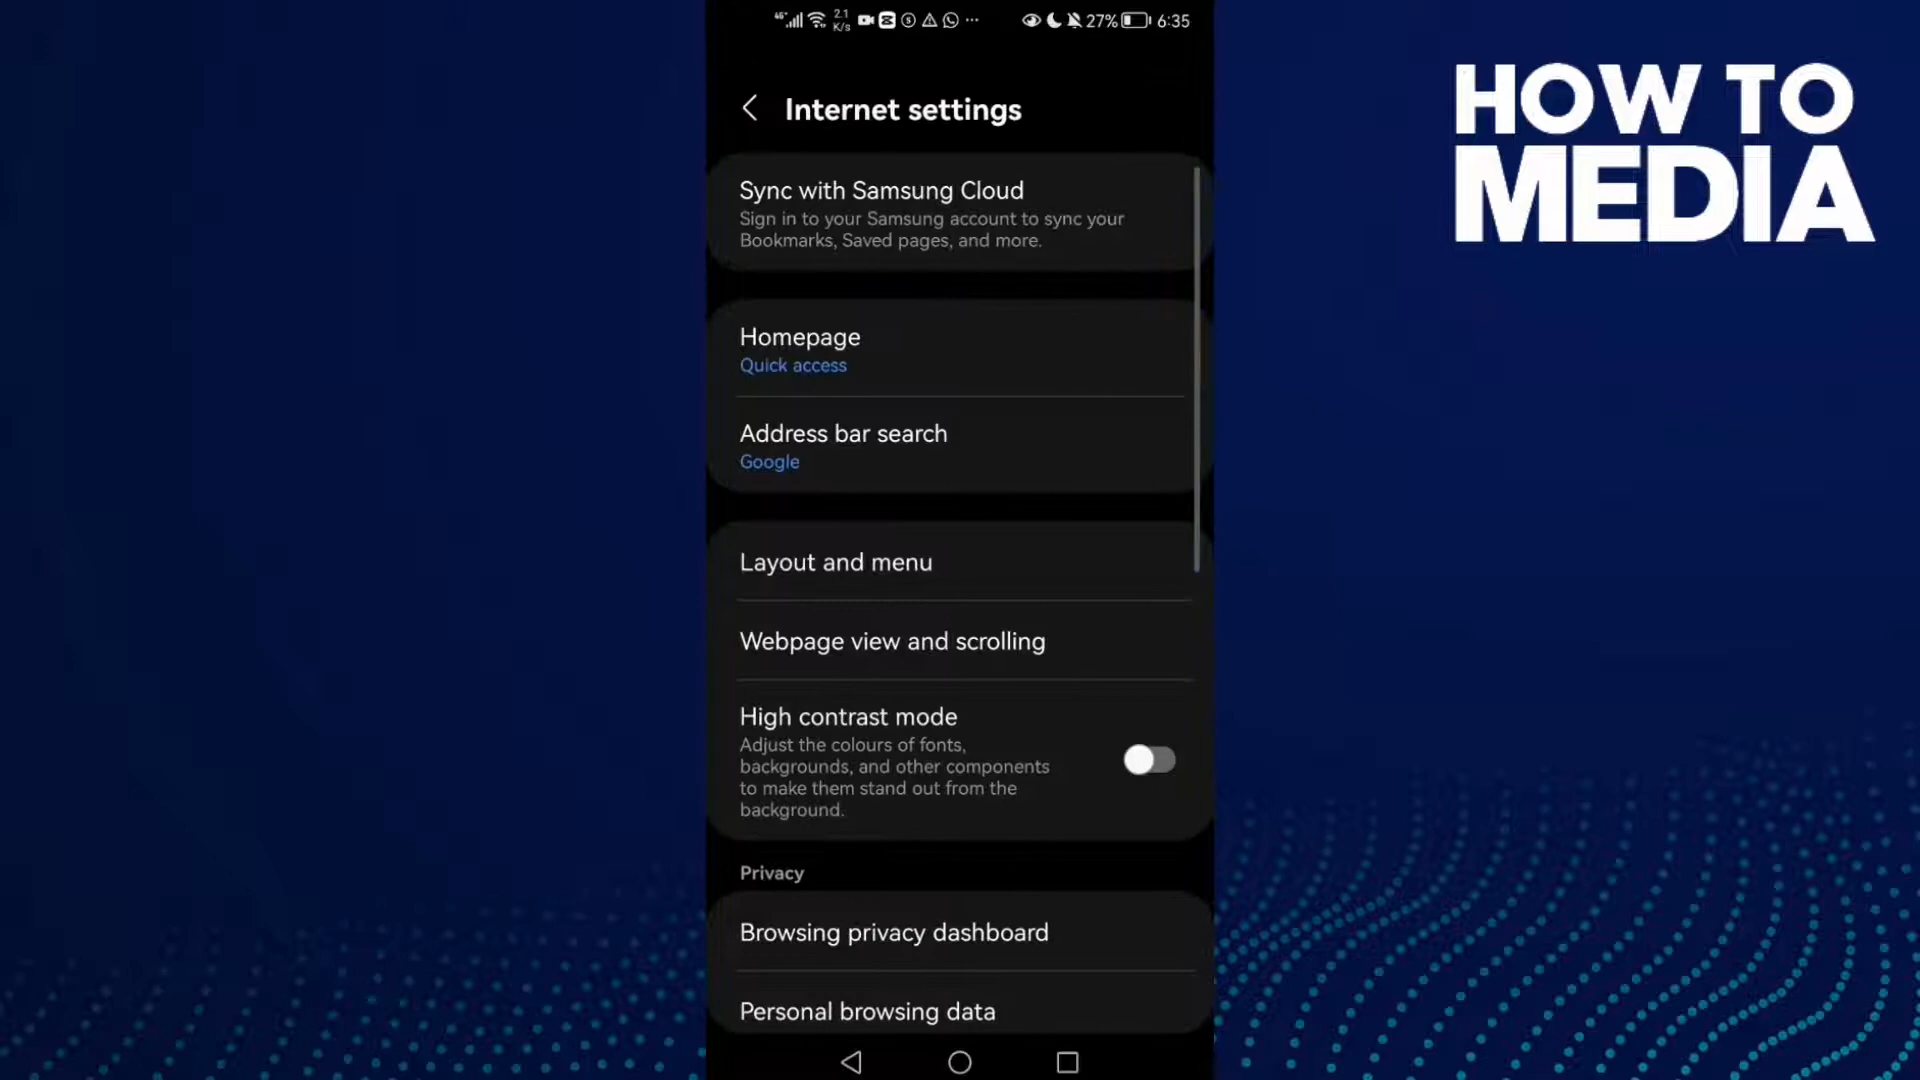 4G 2.1 K/s 27% 6:35
HOW TO
MEDIA
Internet settings
Sync with Samsung Cloud
Sign in to your Samsung account to sync your
Bookmarks, Saved pages, and more.
Homepage
Quick access
Address bar search
Google
Layout and menu
Webpage view and scrolling
High contrast mode
Adjust the colours of fonts,
backgrounds, and other components
to make them stand out from the
background.
Privacy
Browsing privacy dashboard
Personal browsing data